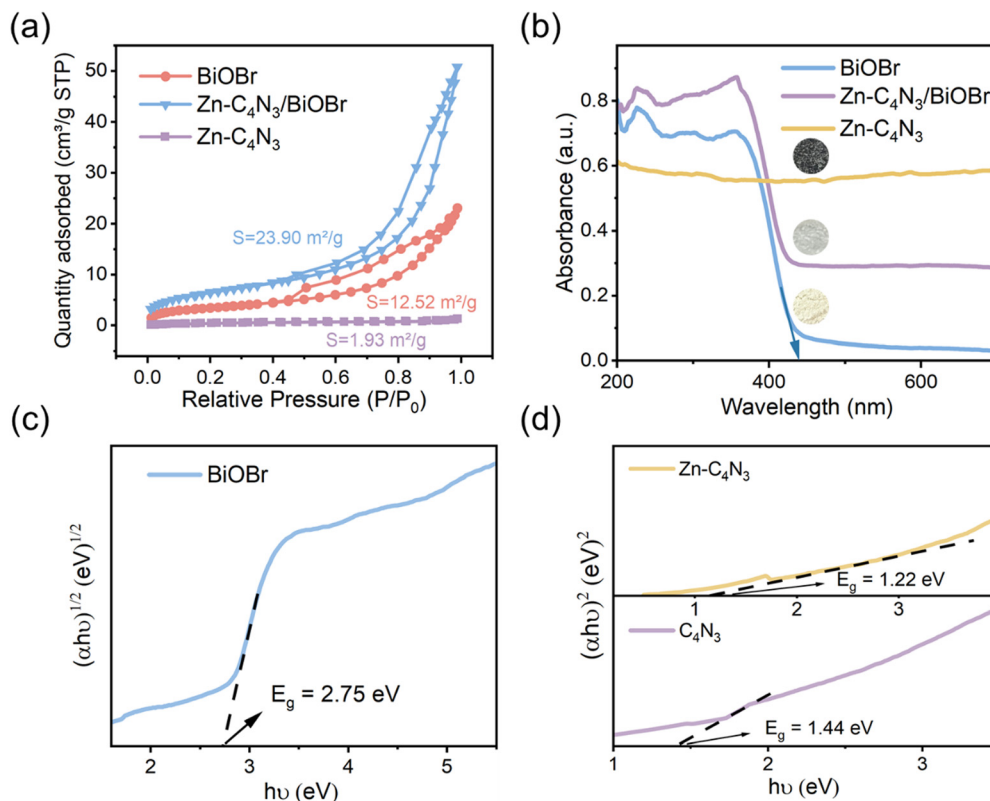 (a)
Quantity adsorbed (cm³/g STP)
50
40
30
20
10
0
BiOBr
Zn-C₄N₃/BiOBr
Zn-C₄N₃
S=23.90 m²/g
S=12.52 m²/g
S=1.93 m²/g
0.0 0.2 0.4 0.6 0.8 1.0
Relative Pressure (P/P₀)
(b)
Absorbance (a.u.)
0.8
0.6
0.4
0.2
0.0
BiOBr
Zn-C₄N₃/BiOBr
Zn-C₄N₃
200 400 600
Wavelength (nm)
(c)
(αhυ)¹/² (eV)¹/²
BiOBr
E_g = 2.75 eV
2 3 4 5
hυ (eV)
(d)
(αhυ)² (eV)²
Zn-C₄N₃
E_g = 1.22 eV
1 2 3
C₄N₃
E_g = 1.44 eV
1 2 3
hυ (eV)